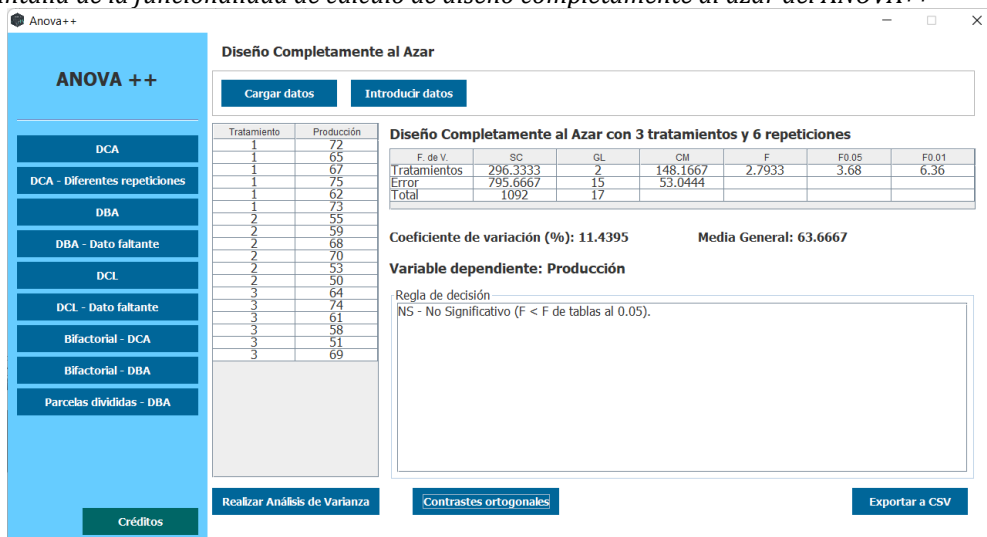 Anova++
Diseño Completamente al Azar
ANOVA ++
Cargar datos Introducir datos
DCA
DCA - Diferentes repeticiones
DBA
DBA - Dato faltante
DCL
DCL - Dato faltante
Bifactorial - DCA
Bifactorial - DBA
Parcelas divididas - DBA
Créditos
Tratamiento Producción
1 72
1 65
1 67
1 75
1 62
1 73
2 55
2 59
2 68
2 70
2 53
2 50
3 64
3 74
3 61
3 58
3 51
3 69
Diseño Completamente al Azar con 3 tratamientos y 6 repeticiones
F. de V. SC GL CM F F0.05 F0.01
Tratamientos 296.3333 2 148.1667 2.7933 3.68 6.36
Error 795.6667 15 53.0444
Total 1092 17
Coeficiente de variación (%): 11.4395 Media General: 63.6667
Variable dependiente: Producción
Regla de decisión
NS - No Significativo (F < F de tablas al 0.05).
Realizar Análisis de Varianza Contrastes ortogonales Exportar a CSV